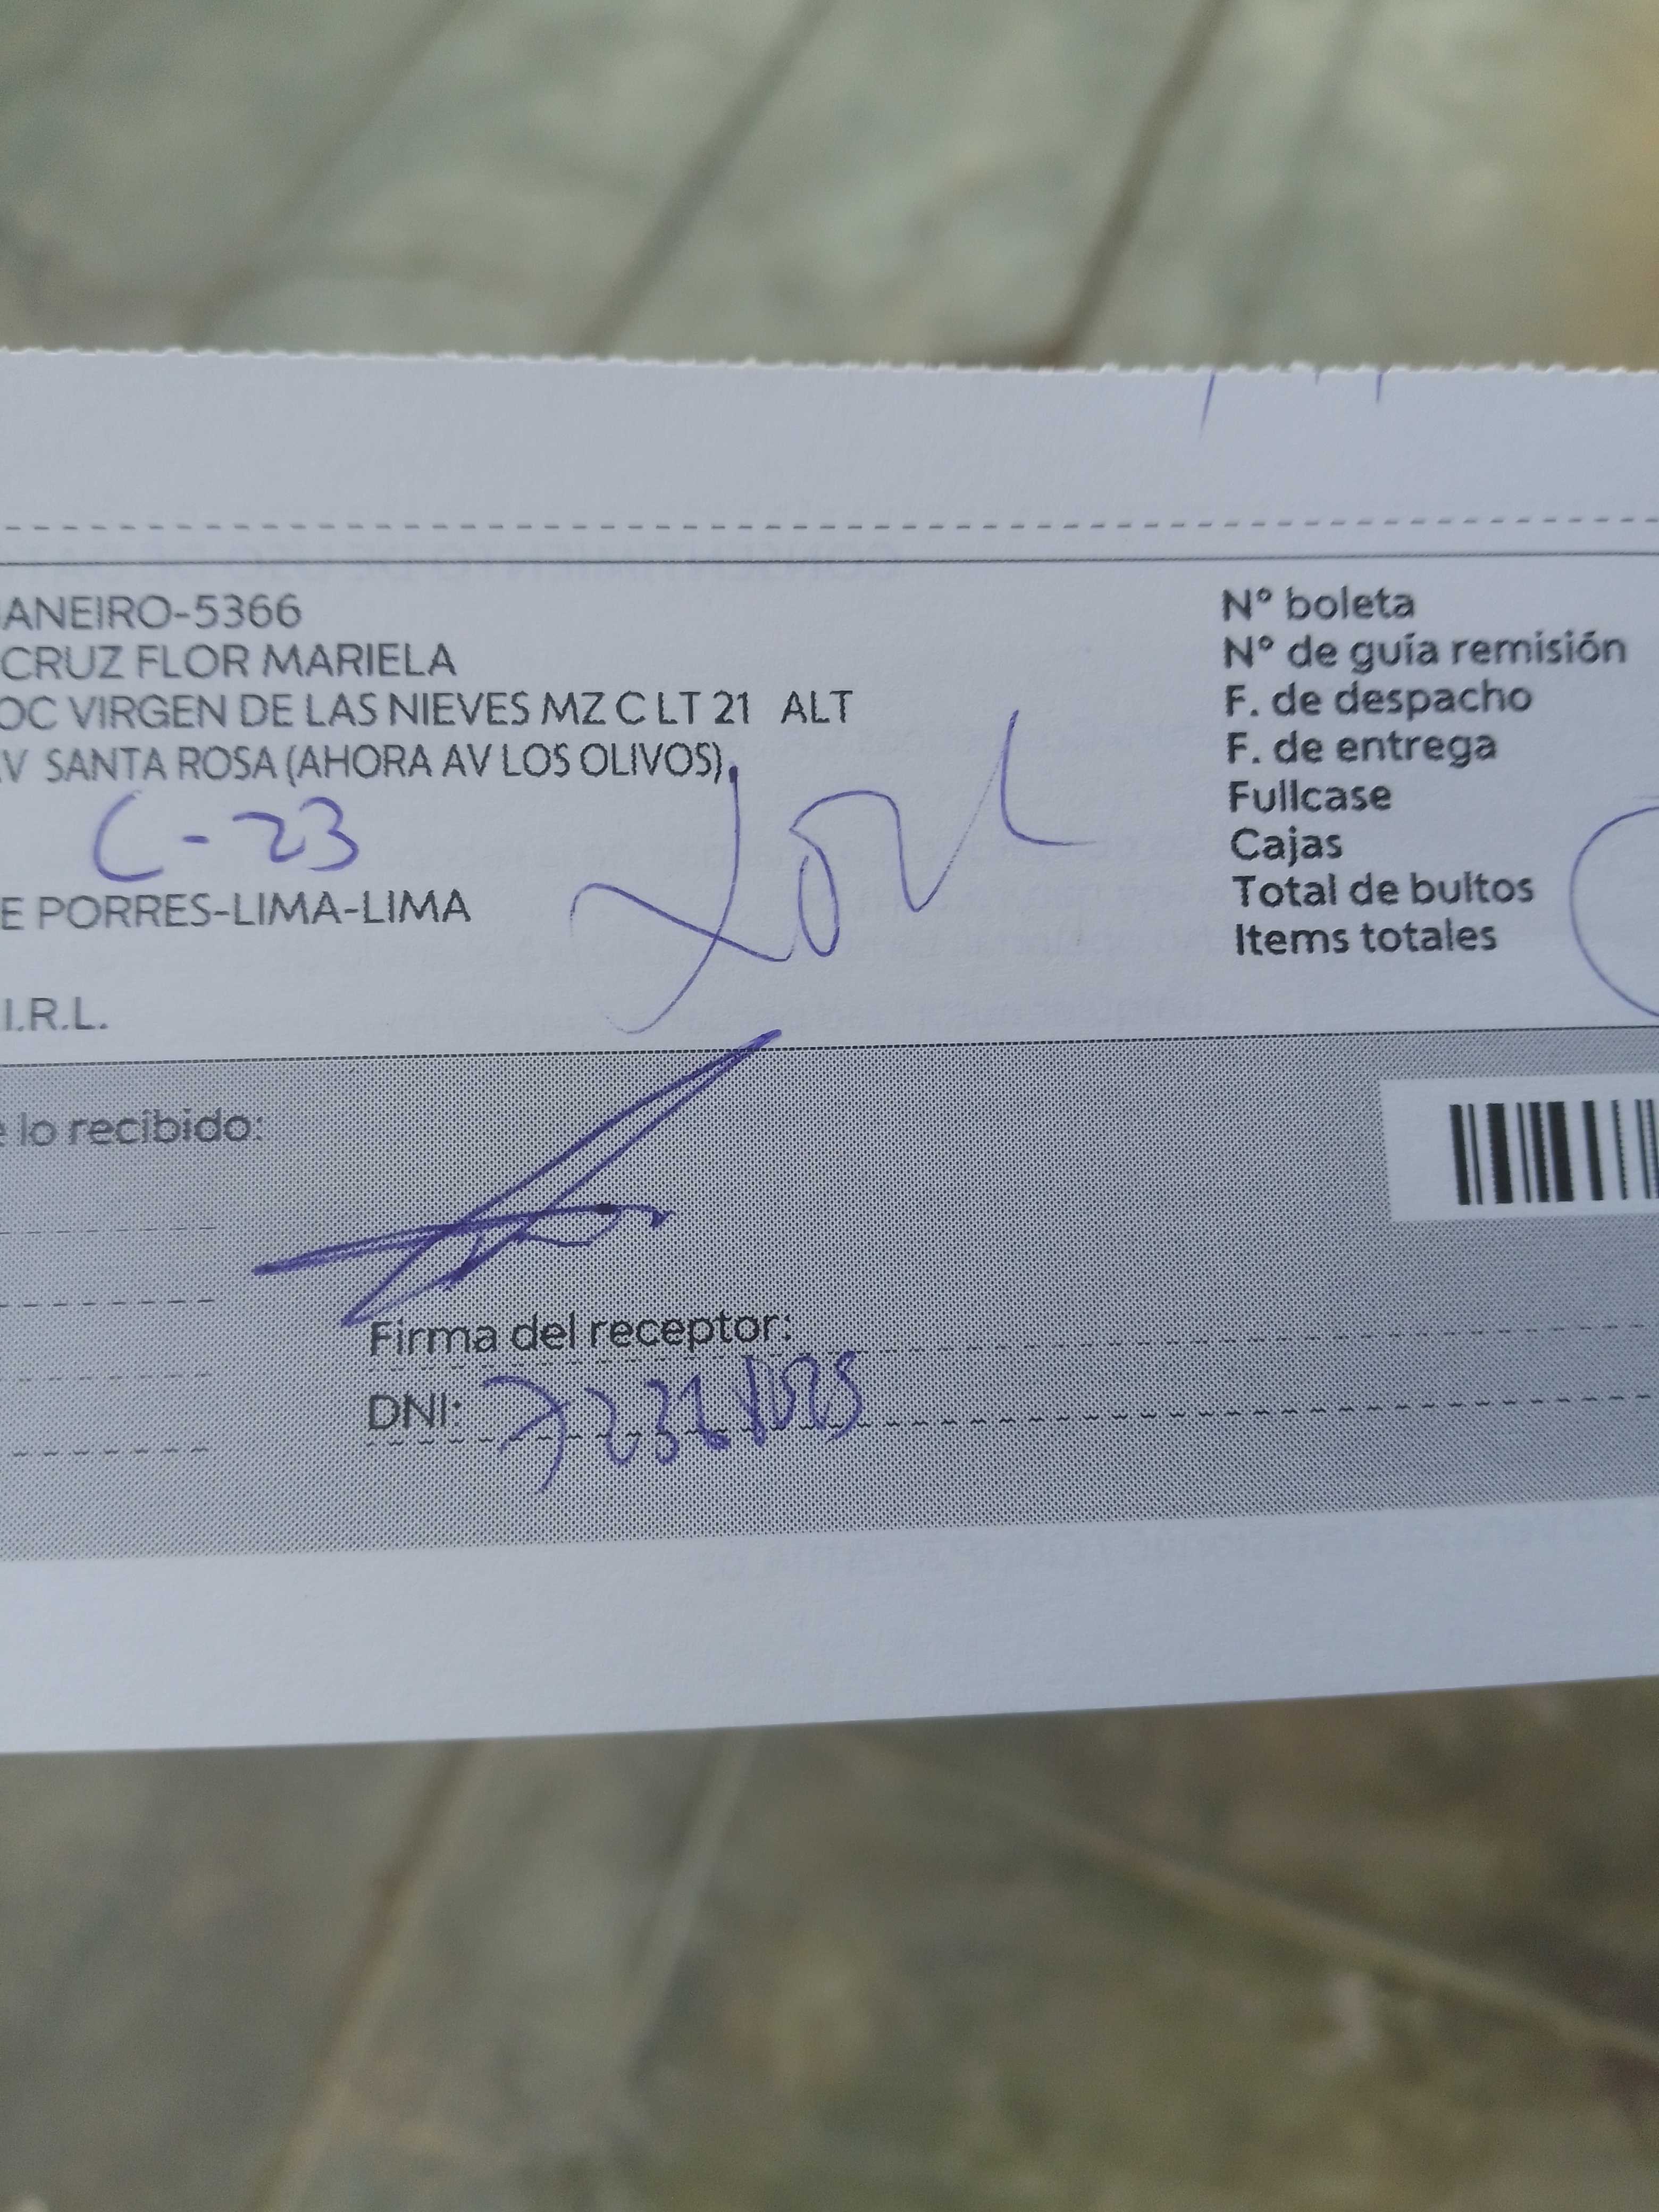 ANEIRO-5366
CRUZ FLOR MARIELA
OC VIRGEN DE LAS NIEVES MZ C LT 21 ALT
V SANTA ROSA (AHORA AV LOS OLIVOS)
C-23
E PORRES-LIMA-LIMA
I.R.L.
Nº boleta
Nº de guía remisión
F. de despacho
F. de entrega
Fullcase
Cajas
Total de bultos
Items totales
e lo recibido:
Firma del receptor:
DNI: